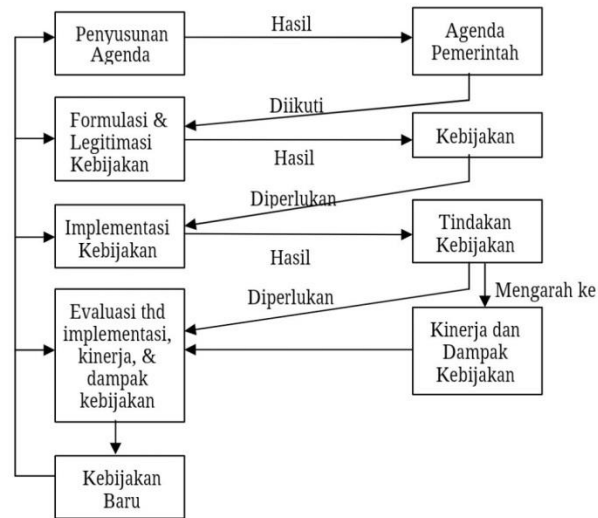 Penyusunan
Agenda
Hasil
Agenda
Pemerintah
Diikuti
Formulasi &
Legitimasi
Kebijakan
Hasil
Kebijakan
Diperlukan
Implementasi
Kebijakan
Hasil
Tindakan
Kebijakan
Diperlukan
Mengarah ke
Evaluasi thd
implementasi,
kinerja, &
dampak
kebijakan
Kinerja dan
Dampak
Kebijakan
Kebijakan
Baru